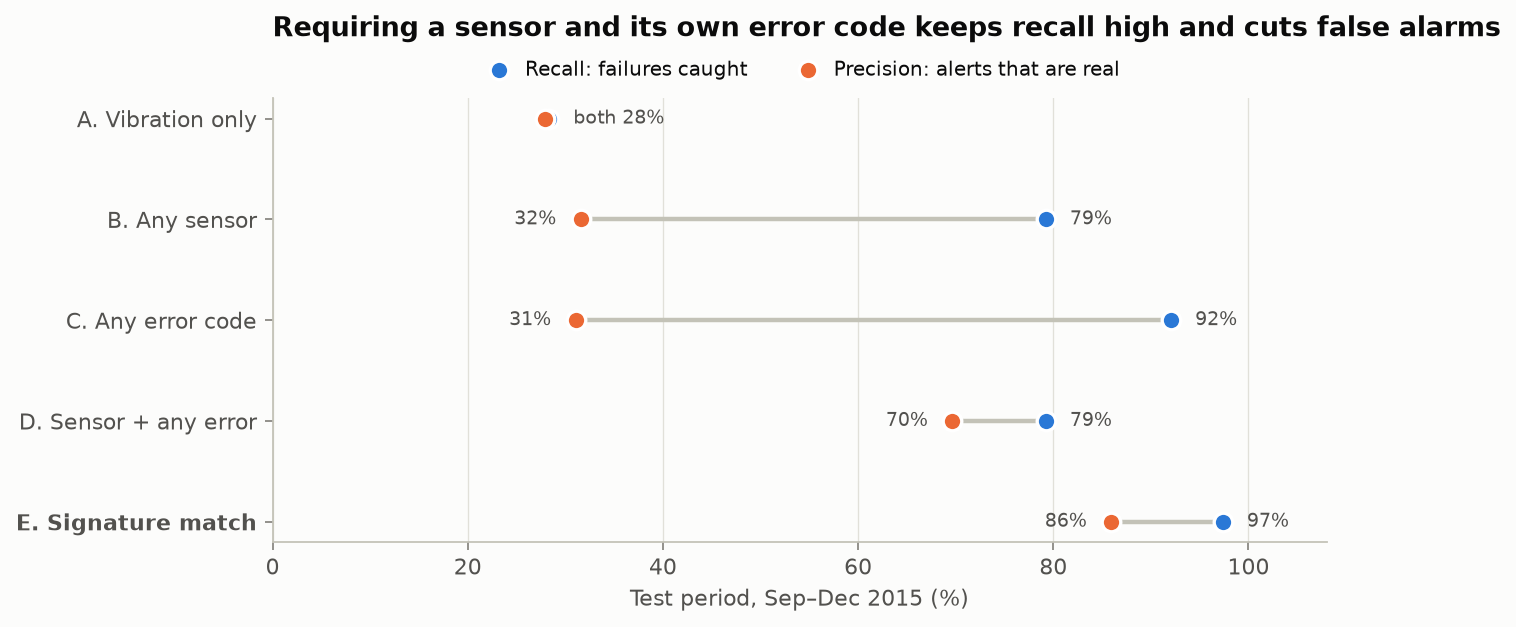 Requiring a sensor and its own error code keeps recall high and cuts false alarms
Recall: failures caught
Precision: alerts that are real
A. Vibration only
both 28%
B. Any sensor
32%
79%
C. Any error code
31%
92%
D. Sensor + any error
70%
79%
E. Signature match
86%
97%
0 20 40 60 80 100
Test period, Sep–Dec 2015 (%)